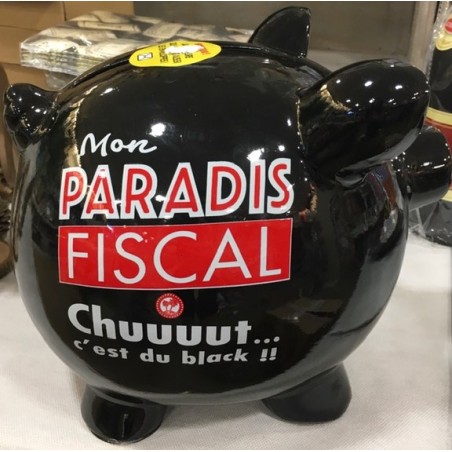 Mon
PARADIS
FISCAL
Chuuuut...
c'est du black !!